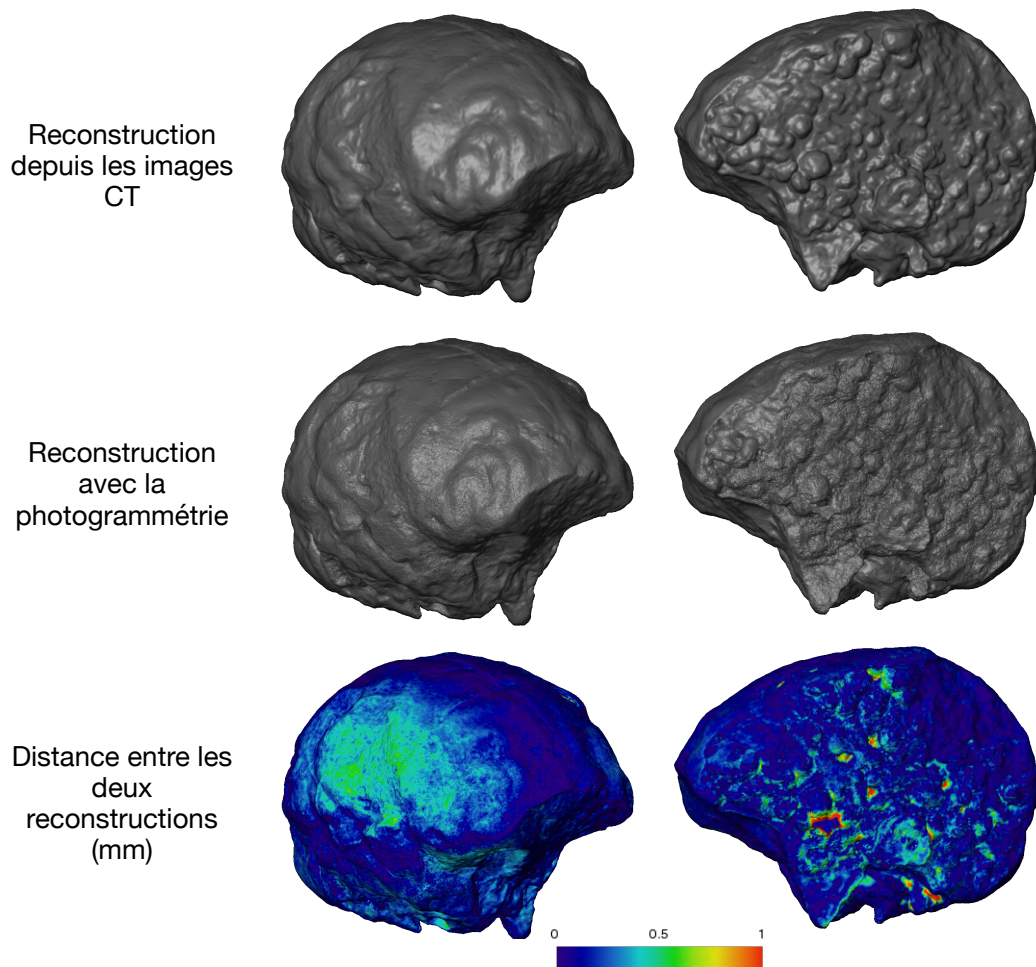 Reconstruction
depuis les images
CT
Reconstruction
avec la
photogrammétrie
Distance entre les
deux
reconstructions
(mm)
0 0.5 1